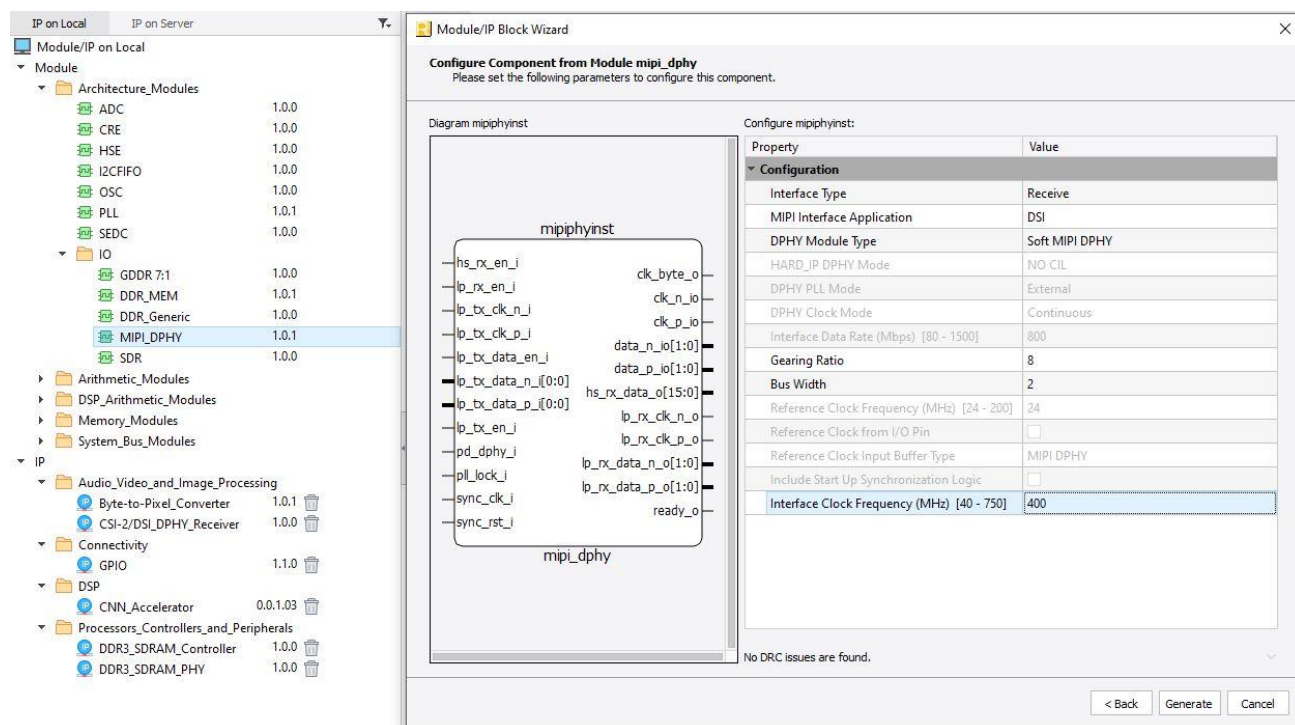 IP on Local IP on Server
Module/IP on Local
Module
Architecture_Modules
ADC 1.0.0
CRE 1.0.0
HSE 1.0.0
I2CFIFO 1.0.0
OSC 1.0.0
PLL 1.0.1
SEDC 1.0.0
IO
GDDR 7:1 1.0.0
DDR_MEM 1.0.1
DDR_Generic 1.0.0
MIPI_DPHY 1.0.1
SDR 1.0.0
Arithmetic_Modules
DSP_Arithmetic_Modules
Memory_Modules
System_Bus_Modules
IP
Audio_Video_and_Image_Processing
Byte-to-Pixel_Converter 1.0.1
CSI-2/DSI_DPHY_Receiver 1.0.0
Connectivity
GPIO 1.1.0
DSP
CNN_Accelerator 0.0.1.03
Processors_Controllers_and_Peripherals
DDR3_SDRAM_Controller 1.0.0
DDR3_SDRAM_PHY 1.0.0
Module/IP Block Wizard
Configure Component from Module mipi_dphy
Please set the following parameters to configure this component.
Diagram mipiphyinst
mipiphyinst
hs_rx_en_i
lp_rx_en_i
lp_tx_clk_n_i
lp_tx_clk_p_i
lp_tx_data_en_i
lp_tx_data_n_i[0:0]
lp_tx_data_p_i[0:0]
lp_tx_en_i
pd_dphy_i
pll_lock_i
sync_clk_i
sync_rst_i
clk_byte_o
clk_n_io
clk_p_io
data_n_io[1:0]
data_p_io[1:0]
hs_rx_data_o[15:0]
lp_rx_clk_n_o
lp_rx_clk_p_o
lp_rx_data_n_o[1:0]
lp_rx_data_p_o[1:0]
ready_o
mipi_dphy
Configure mipiphyinst:
Property Value
Configuration
Interface Type Receive
MIPI Interface Application DSI
DPHY Module Type Soft MIPI DPHY
HARD_IP DPHY Mode NO CIL
DPHY PLL Mode External
DPHY Clock Mode Continuous
Interface Data Rate (Mbps) [80 - 1500] 800
Gearing Ratio 8
Bus Width 2
Reference Clock Frequency (MHz) [24 - 200] 24
Reference Clock from I/O Pin
Reference Clock Input Buffer Type MIPI DPHY
Include Start Up Synchronization Logic
Interface Clock Frequency (MHz) [40 - 750] 400
No DRC issues are found.
< Back Generate Cancel